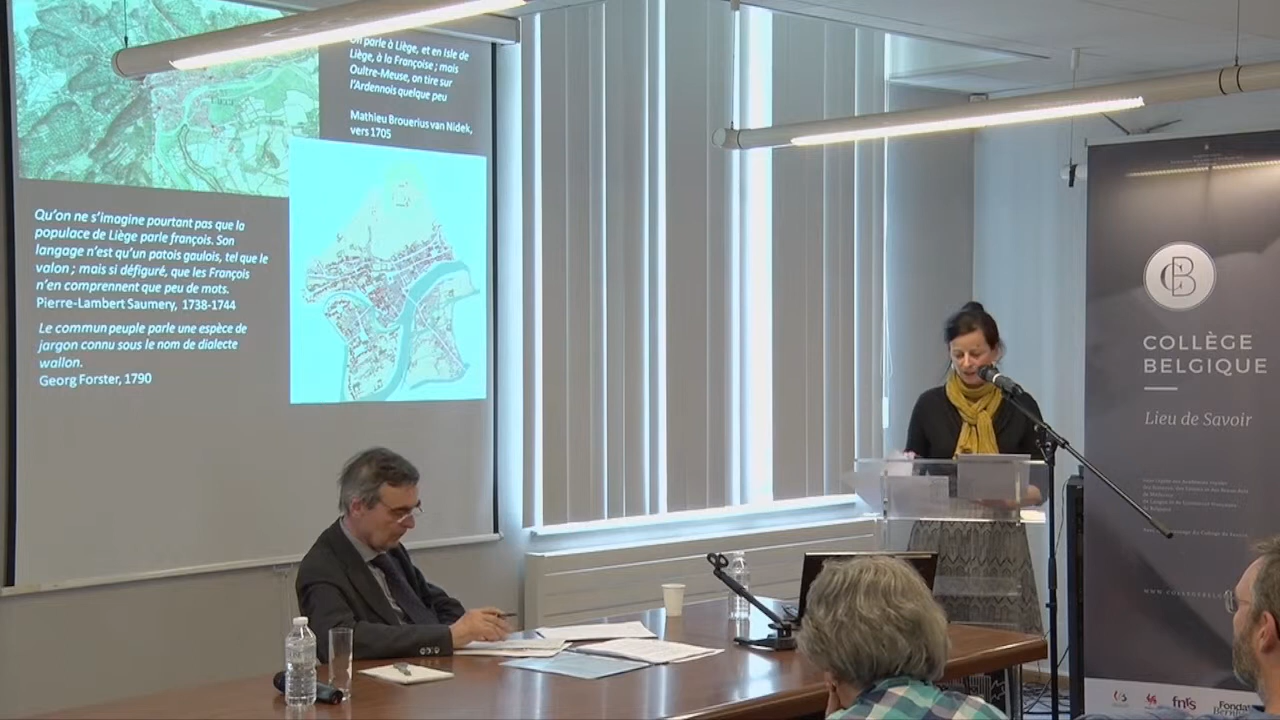 On parle à Liège, et en Isle de
Liège, à la Françoise ; mais
Oultre-Meuse, on tire sur
l'Ardennois quelque peu
Mathieu Brouerius van Nidek,
vers 1705
Qu'on ne s'imagine pourtant pas que la
populace de Liège parle françois. Son
langage n'est qu'un patois gaulois, tel que le
valon ; mais si défiguré, que les François
n'en comprennent que peu de mots.
Pierre-Lambert Saumery, 1738-1744
Le commun peuple parle une espèce de
jargon connu sous le nom de dialecte
wallon.
Georg Forster, 1790
CB
COLLÈGE
BELGIQUE
Lieu de Savoir
fnrs